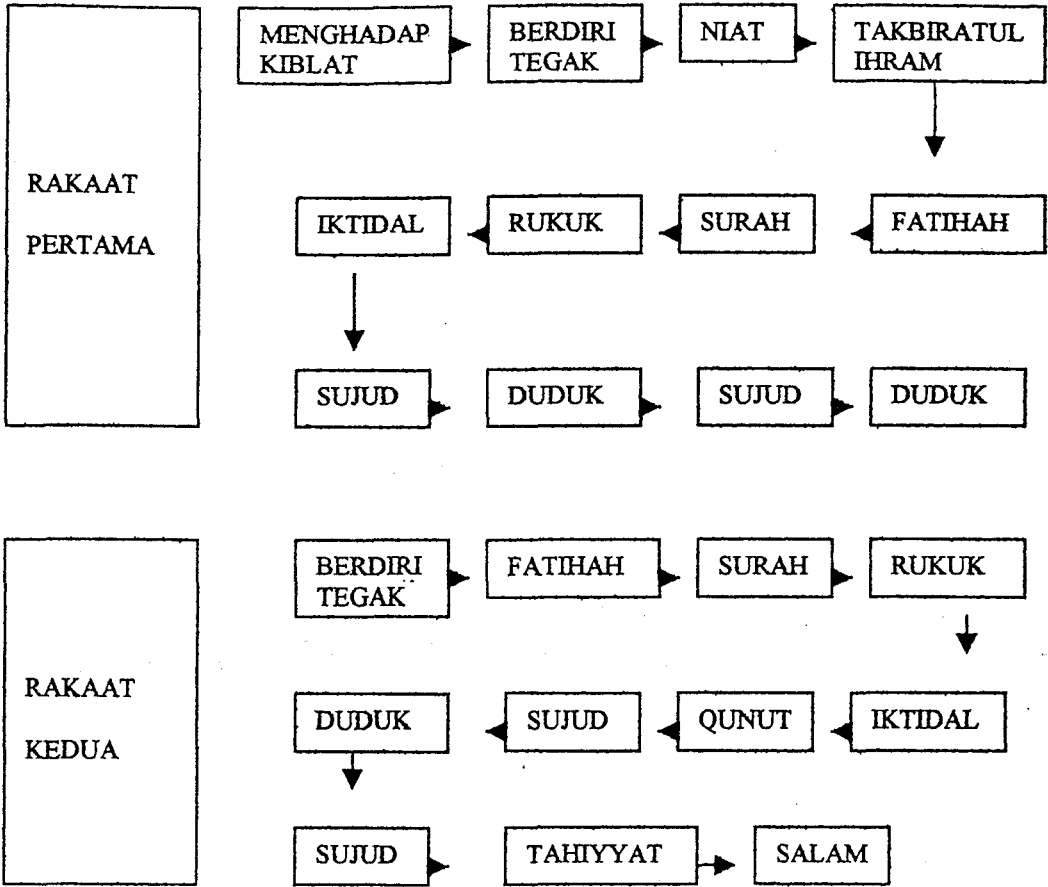 RAKAAT
PERTAMA
MENGHADAP
KIBLAT
BERDIRI
TEGAK
NIAT
TAKBIRATUL
IHRAM
FATIHAH
SURAH
RUKUK
IKTIDAL
SUJUD
DUDUK
SUJUD
DUDUK
RAKAAT
KEDUA
BERDIRI
TEGAK
FATIHAH
SURAH
RUKUK
IKTIDAL
QUNUT
SUJUD
DUDUK
SUJUD
TAHIYYAT
SALAM